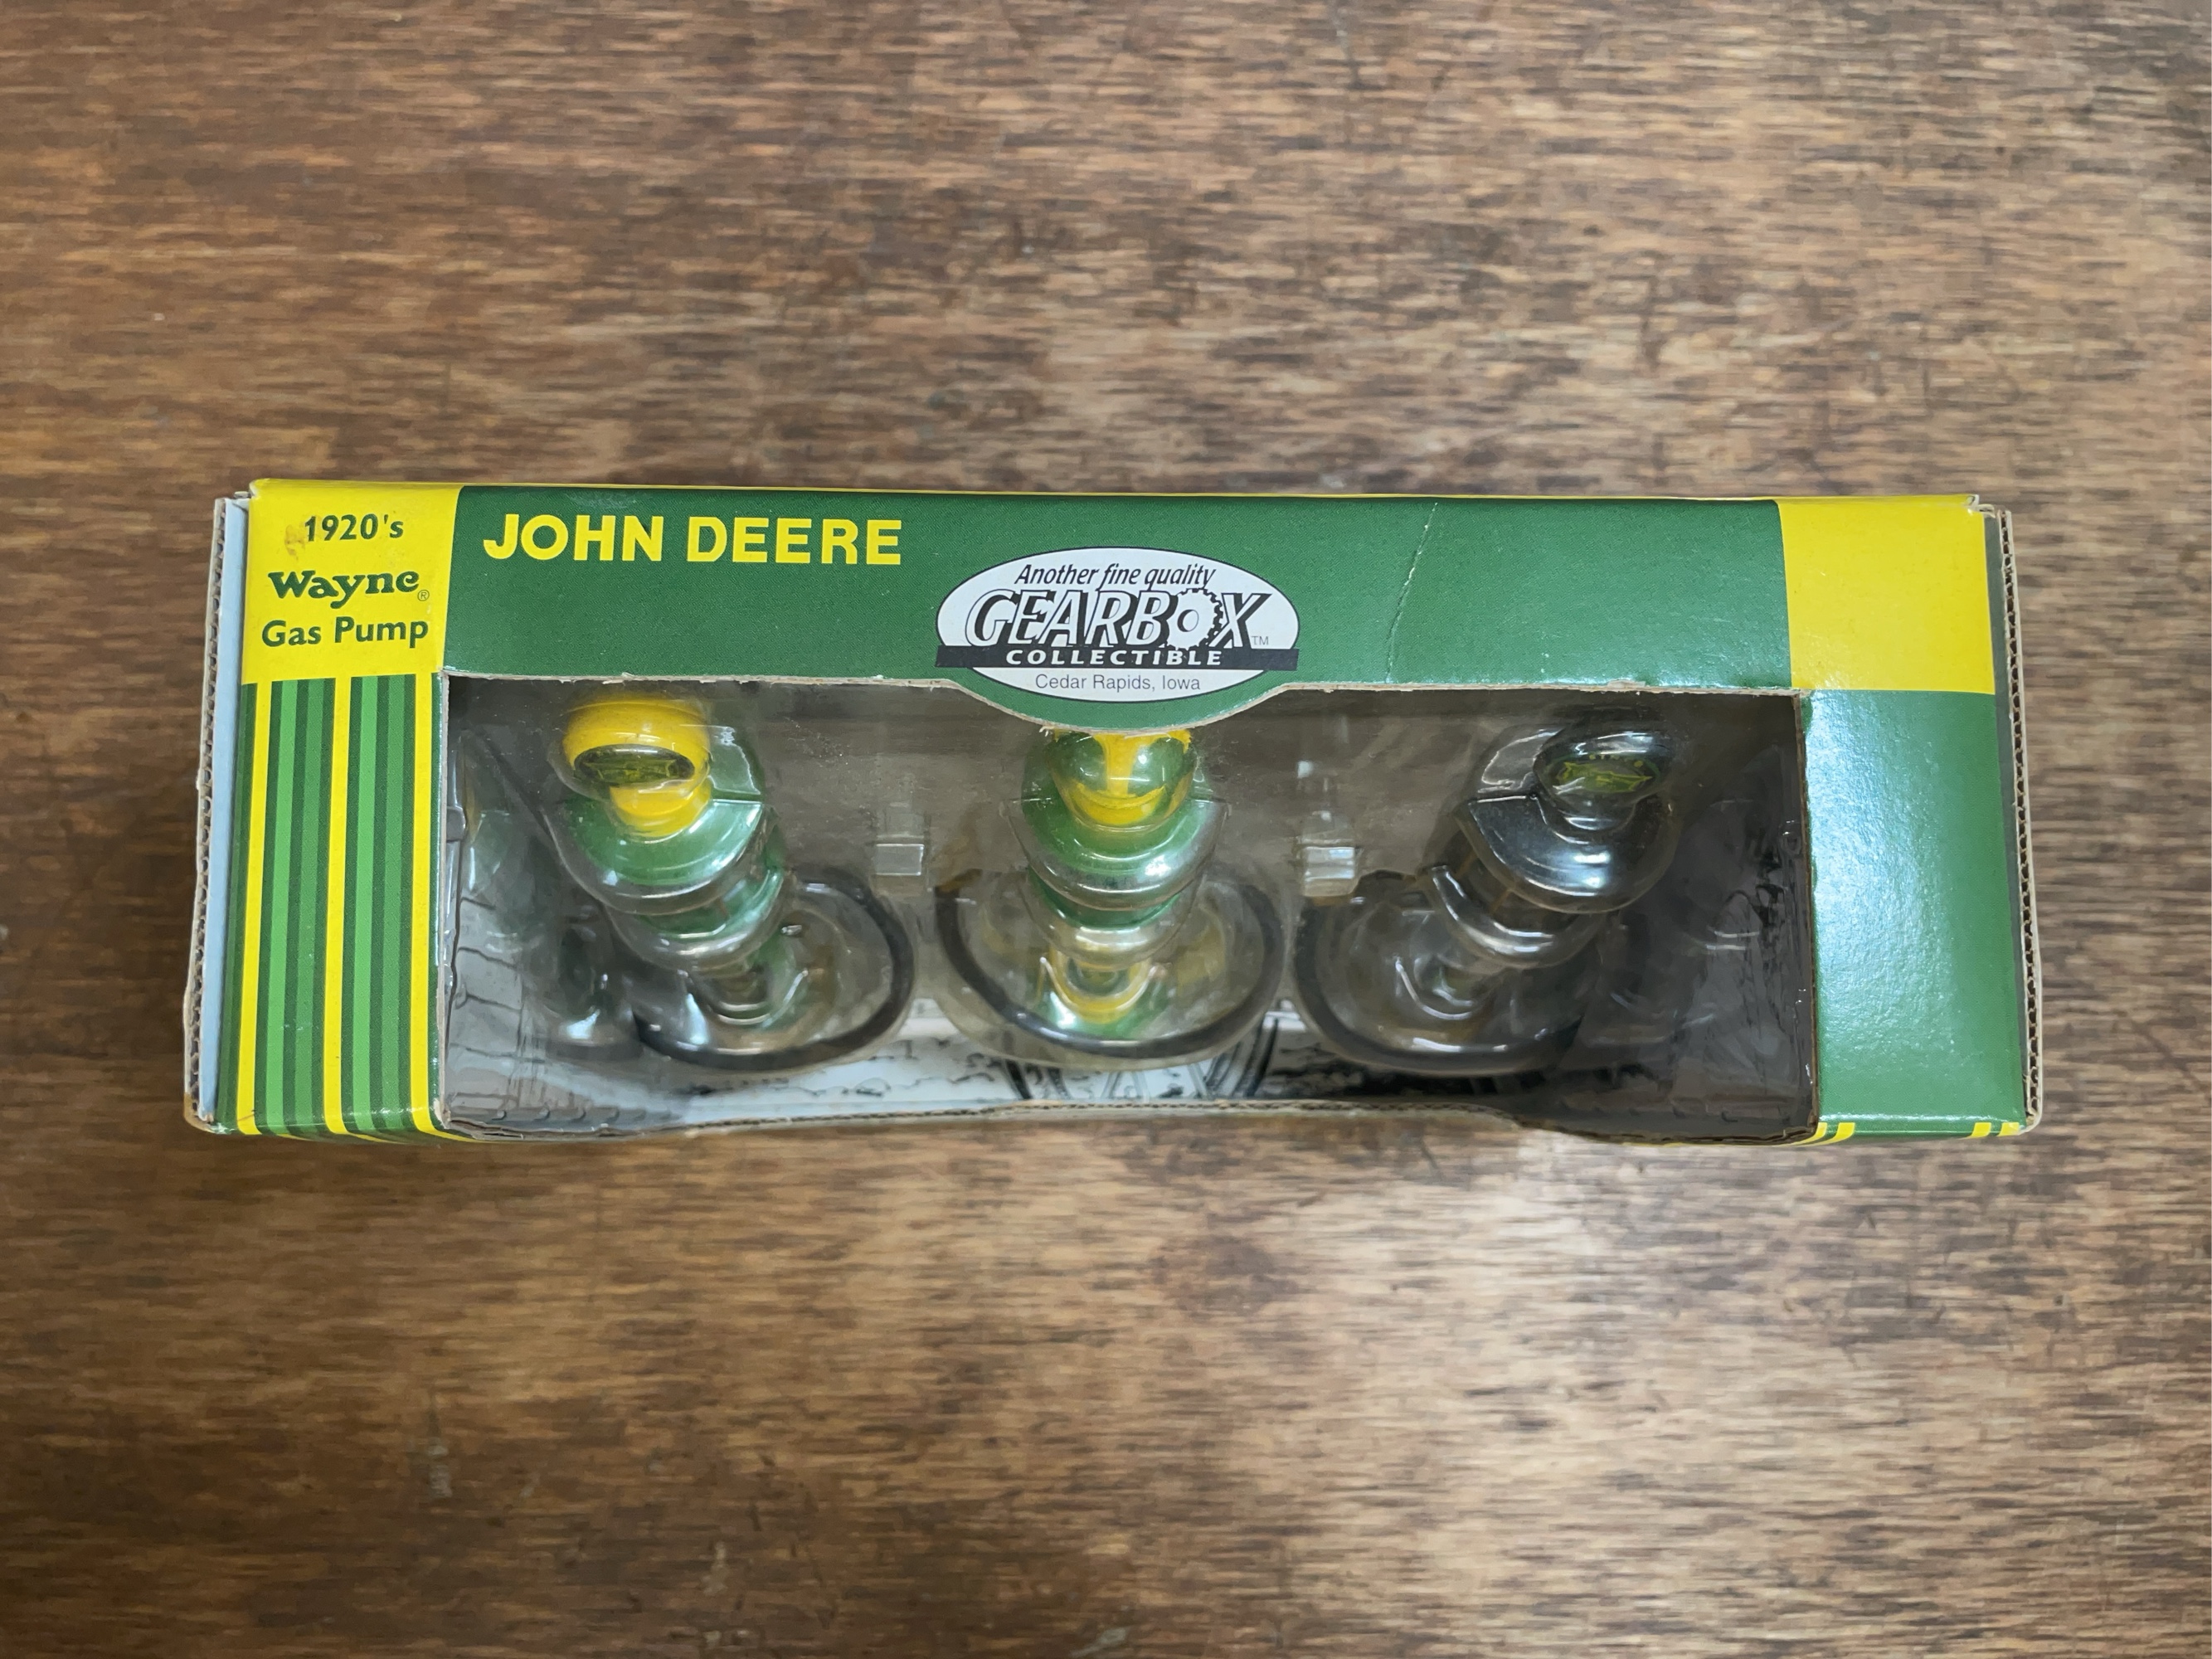 1920's
Wayne®
Gas Pump
JOHN DEERE
Another fine quality
GEARBOX™
COLLECTIBLE
Cedar Rapids, Iowa